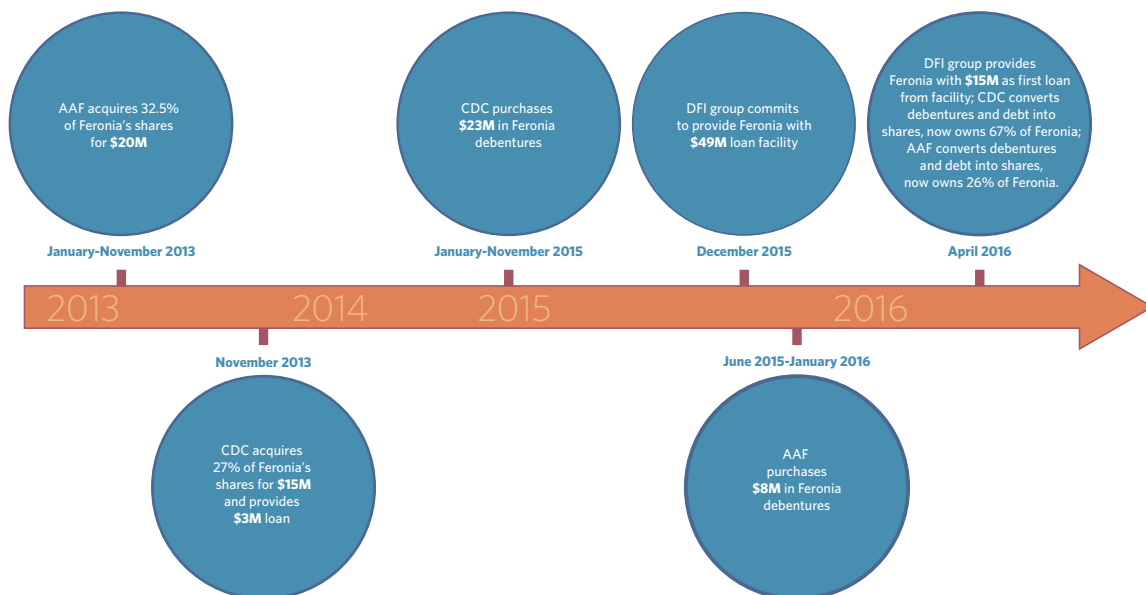 AAF acquires 32.5%
of Feronia's shares
for $20M
January-November 2013
CDC purchases
$23M in Feronia
debentures
January-November 2015
DFI group commits
to provide Feronia with
$49M loan facility
December 2015
DFI group provides
Feronia with $15M as first loan
from facility; CDC converts
debentures and debt into
shares, now owns 67% of Feronia;
AAF converts debentures
and debt into shares,
now owns 26% of Feronia.
April 2016
2013
2014
2015
2016
November 2013
CDC acquires
27% of Feronia's
shares for $15M
and provides
$3M loan
June 2015-January 2016
AAF
purchases
$8M in Feronia
debentures